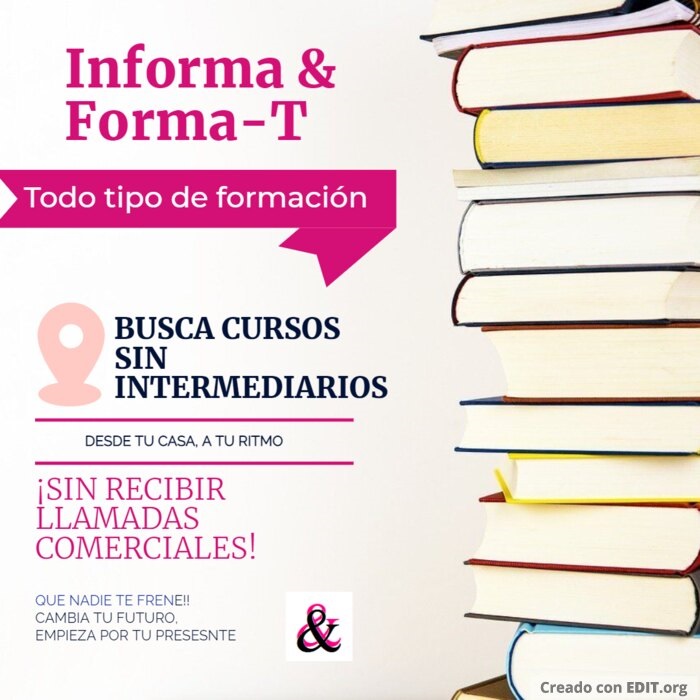 Informa &
Forma-T
Todo tipo de formación
BUSCA CURSOS
SIN
INTERMEDIARIOS
DESDE TU CASA, A TU RITMO
¡SIN RECIBIR
LLAMADAS
COMERCIALES!
QUE NADIE TE FRENE!!
CAMBIA TU FUTURO,
EMPIEZA POR TU PRESESNTE
&
Creado con EDIT.org